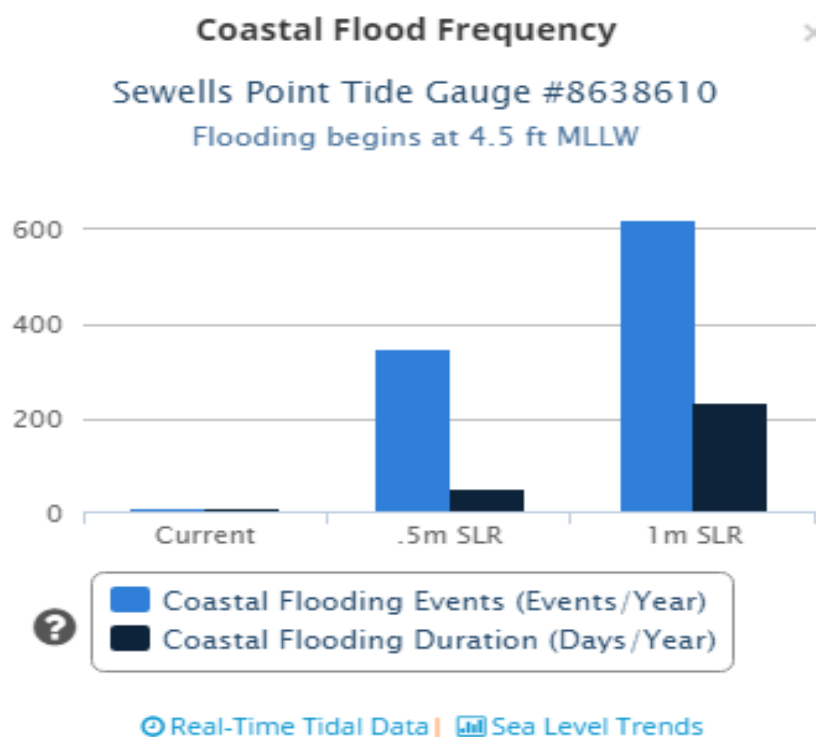 Coastal Flood Frequency
Sewells Point Tide Gauge #8638610
Flooding begins at 4.5 ft MLLW
600
400
200
0
Current .5m SLR 1m SLR
? Coastal Flooding Events (Events/Year)
Coastal Flooding Duration (Days/Year)
Real-Time Tidal Data| Sea Level Trends